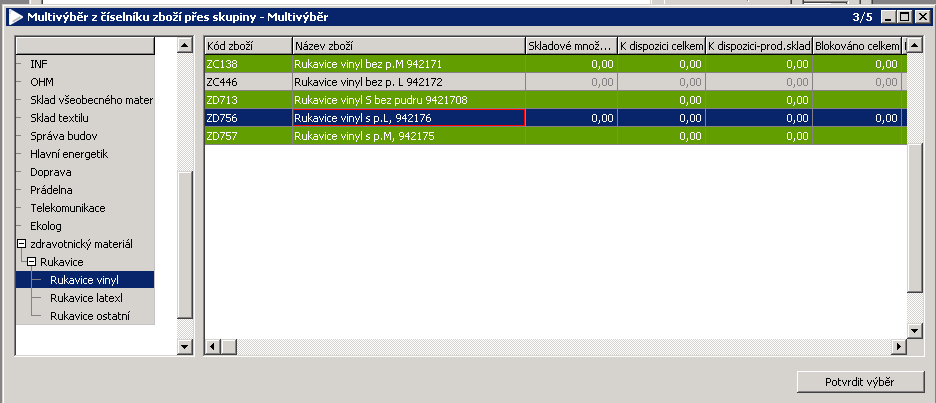 Multivýběr z číselníku zboží přes skupiny - Multivýběr 3/5
INF
OHM
Sklad všeobecného mater
Sklad textilu
Správa budov
Hlavní energetik
Doprava
Prádelna
Telekomunikace
Ekolog
zdravotnický materiál
Rukavice
Rukavice vinyl
Rukavice latexl
Rukavice ostatní
Kód zboží Název zboží Skladové množ... K dispozici celkem K dispozici-prod.sklad Blokováno celkem
ZC138 Rukavice vinyl bez p.M 942171 0,00 0,00 0,00 0,00
ZC446 Rukavice vinyl bez p. L 942172 0,00 0,00 0,00 0,00
ZD713 Rukavice vinyl S bez pudru 9421708 0,00 0,00
ZD756 Rukavice vinyl s p.L, 942176 0,00 0,00 0,00 0,00
ZD757 Rukavice vinyl s p.M, 942175 0,00 0,00
Potvrdit výběr